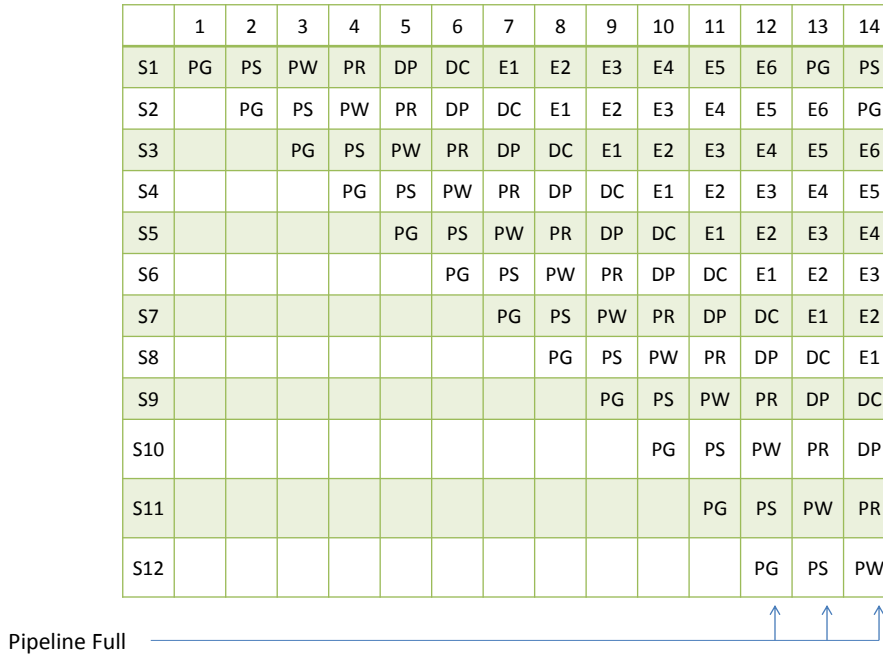 1 2 3 4 5 6 7 8 9 10 11 12 13 14
S1 PG PS PW PR DP DC E1 E2 E3 E4 E5 E6 PG PS
S2 PG PS PW PR DP DC E1 E2 E3 E4 E5 E6 PG
S3 PG PS PW PR DP DC E1 E2 E3 E4 E5 E6
S4 PG PS PW PR DP DC E1 E2 E3 E4 E5
S5 PG PS PW PR DP DC E1 E2 E3 E4
S6 PG PS PW PR DP DC E1 E2 E3
S7 PG PS PW PR DP DC E1 E2
S8 PG PS PW PR DP DC E1
S9 PG PS PW PR DP DC
S10 PG PS PW PR DP
S11 PG PS PW PR
S12 PG PS PW
Pipeline Full